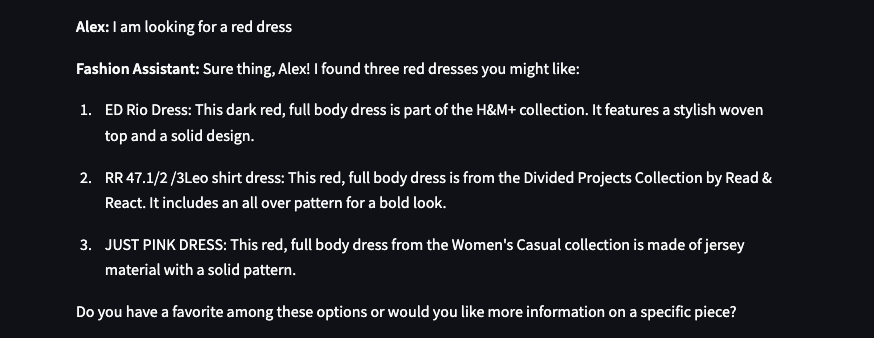 Alex: I am looking for a red dress
Fashion Assistant: Sure thing, Alex! I found three red dresses you might like:
1. ED Rio Dress: This dark red, full body dress is part of the H&M+ collection. It features a stylish woven
top and a solid design.
2. RR 47.1/2 /3Leo shirt dress: This red, full body dress is from the Divided Projects Collection by Read &
React. It includes an all over pattern for a bold look.
3. JUST PINK DRESS: This red, full body dress from the Women's Casual collection is made of jersey
material with a solid pattern.
Do you have a favorite among these options or would you like more information on a specific piece?